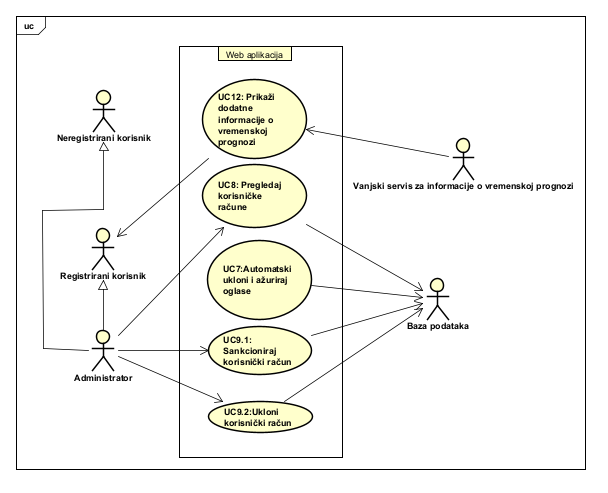 uc
Web aplikacija
UC12: Prikaži
dodatne
informacije o
vremenskoj
prognozi
Neregistrirani korisnik
Vanjski servis za informacije o vremenskoj prognozi
UC8: Pregledaj
korisničke
račune
Registrirani korisnik
UC7:Automatski
ukloni i ažuriraj
oglase
Baza podataka
UC9.1:
Sankcioniraj
korisnički račun
Administrator
UC9.2:Ukloni
korisnički račun